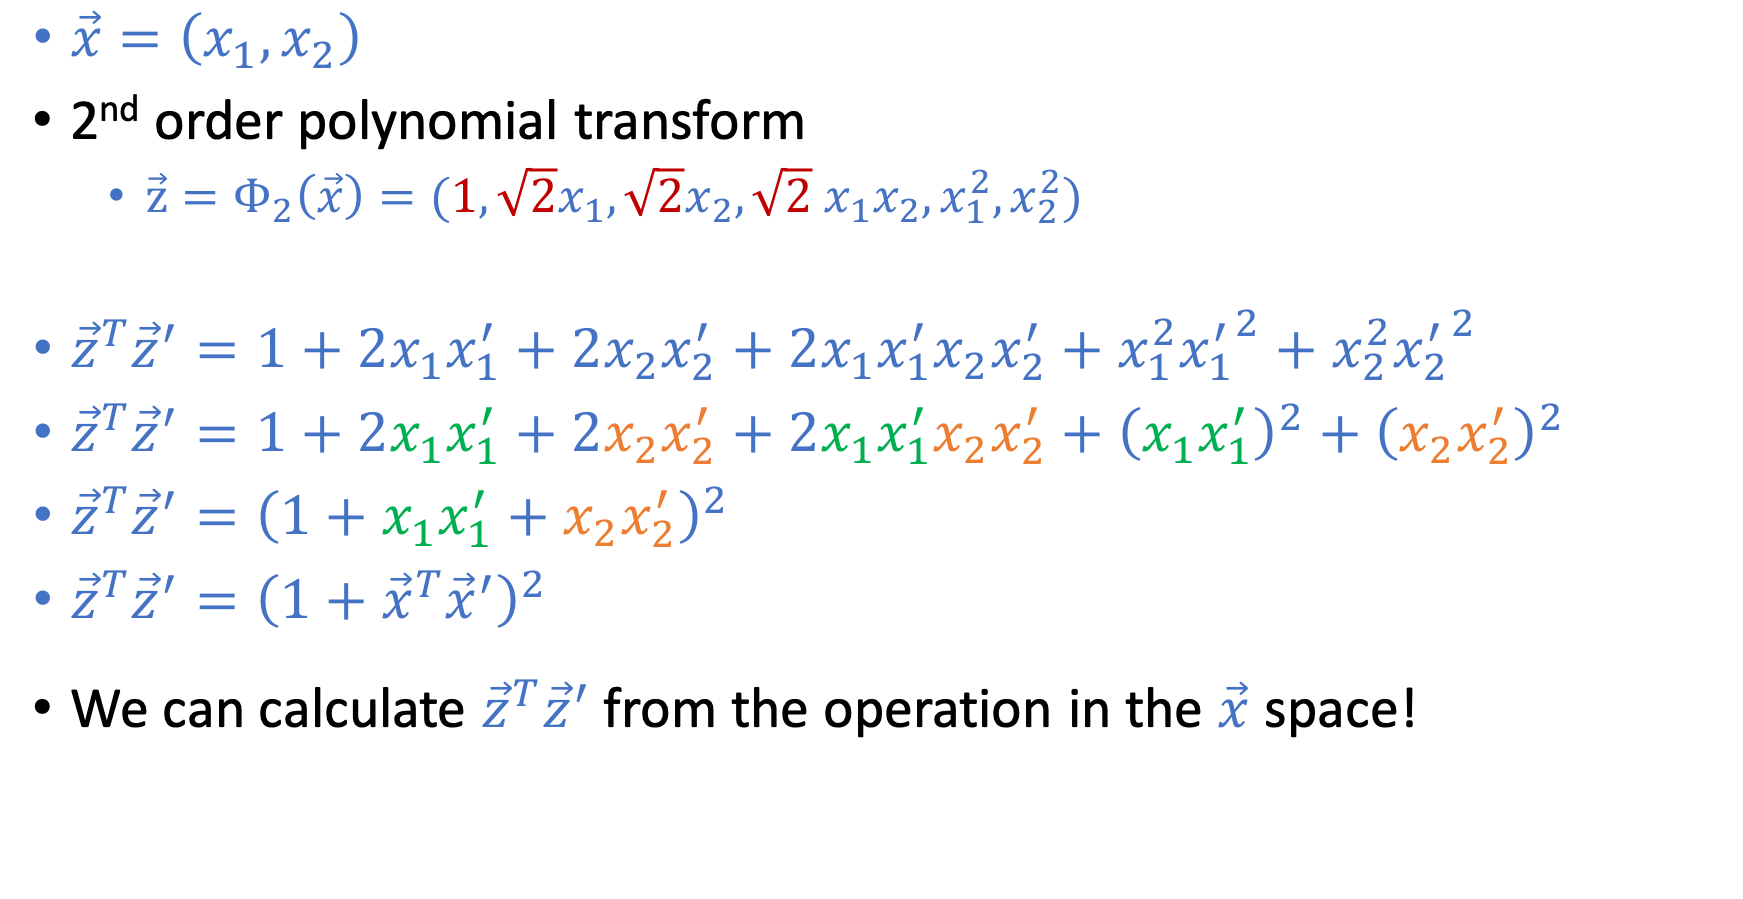 • x⃗ = (x₁, x₂)
• 2ⁿᵈ order polynomial transform
• z⃗ = Φ₂(x⃗) = (1, √2x₁, √2x₂, √2 x₁x₂, x₁², x₂²)
• z⃗ᵀz⃗′ = 1 + 2x₁x₁′ + 2x₂x₂′ + 2x₁x₁′x₂x₂′ + x₁²x₁′² + x₂²x₂′²
• z⃗ᵀz⃗′ = 1 + 2x₁x₁′ + 2x₂x₂′ + 2x₁x₁′x₂x₂′ + (x₁x₁′)² + (x₂x₂′)²
• z⃗ᵀz⃗′ = (1 + x₁x₁′ + x₂x₂′)²
• z⃗ᵀz⃗′ = (1 + x⃗ᵀx⃗′)²
• We can calculate z⃗ᵀz⃗′ from the operation in the x⃗ space!